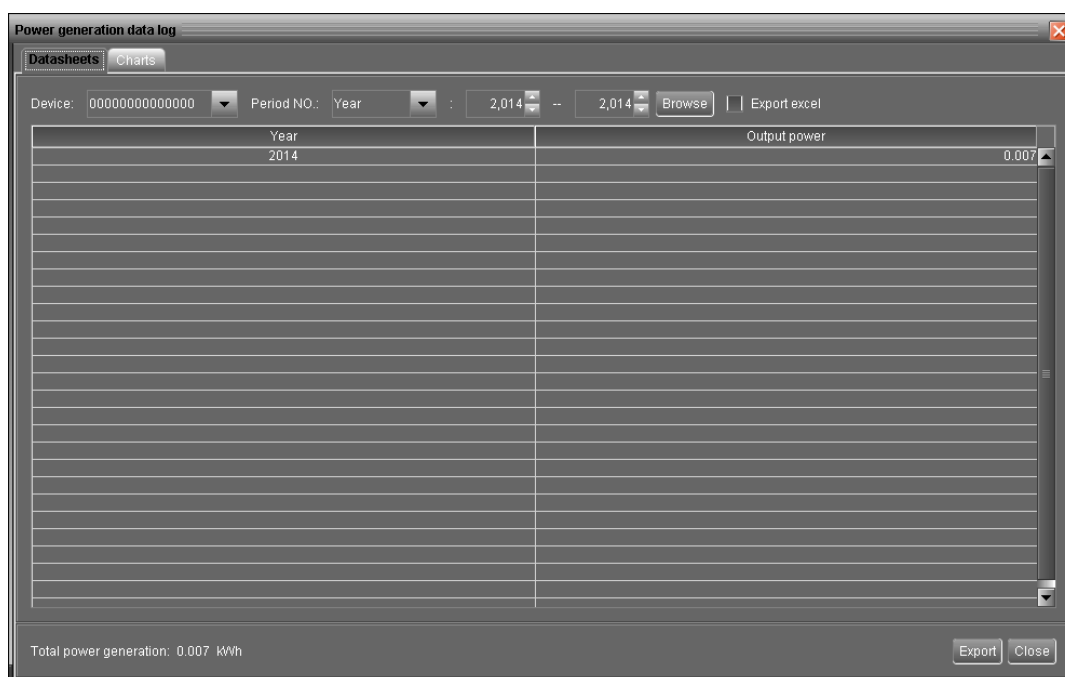 Power generation data log
Datasheets Charts
Device: 00000000000000 Period NO.: Year : 2,014 -- 2,014 Browse Export excel
Year Output power
2014 0.007
Total power generation: 0.007 kWh Export Close